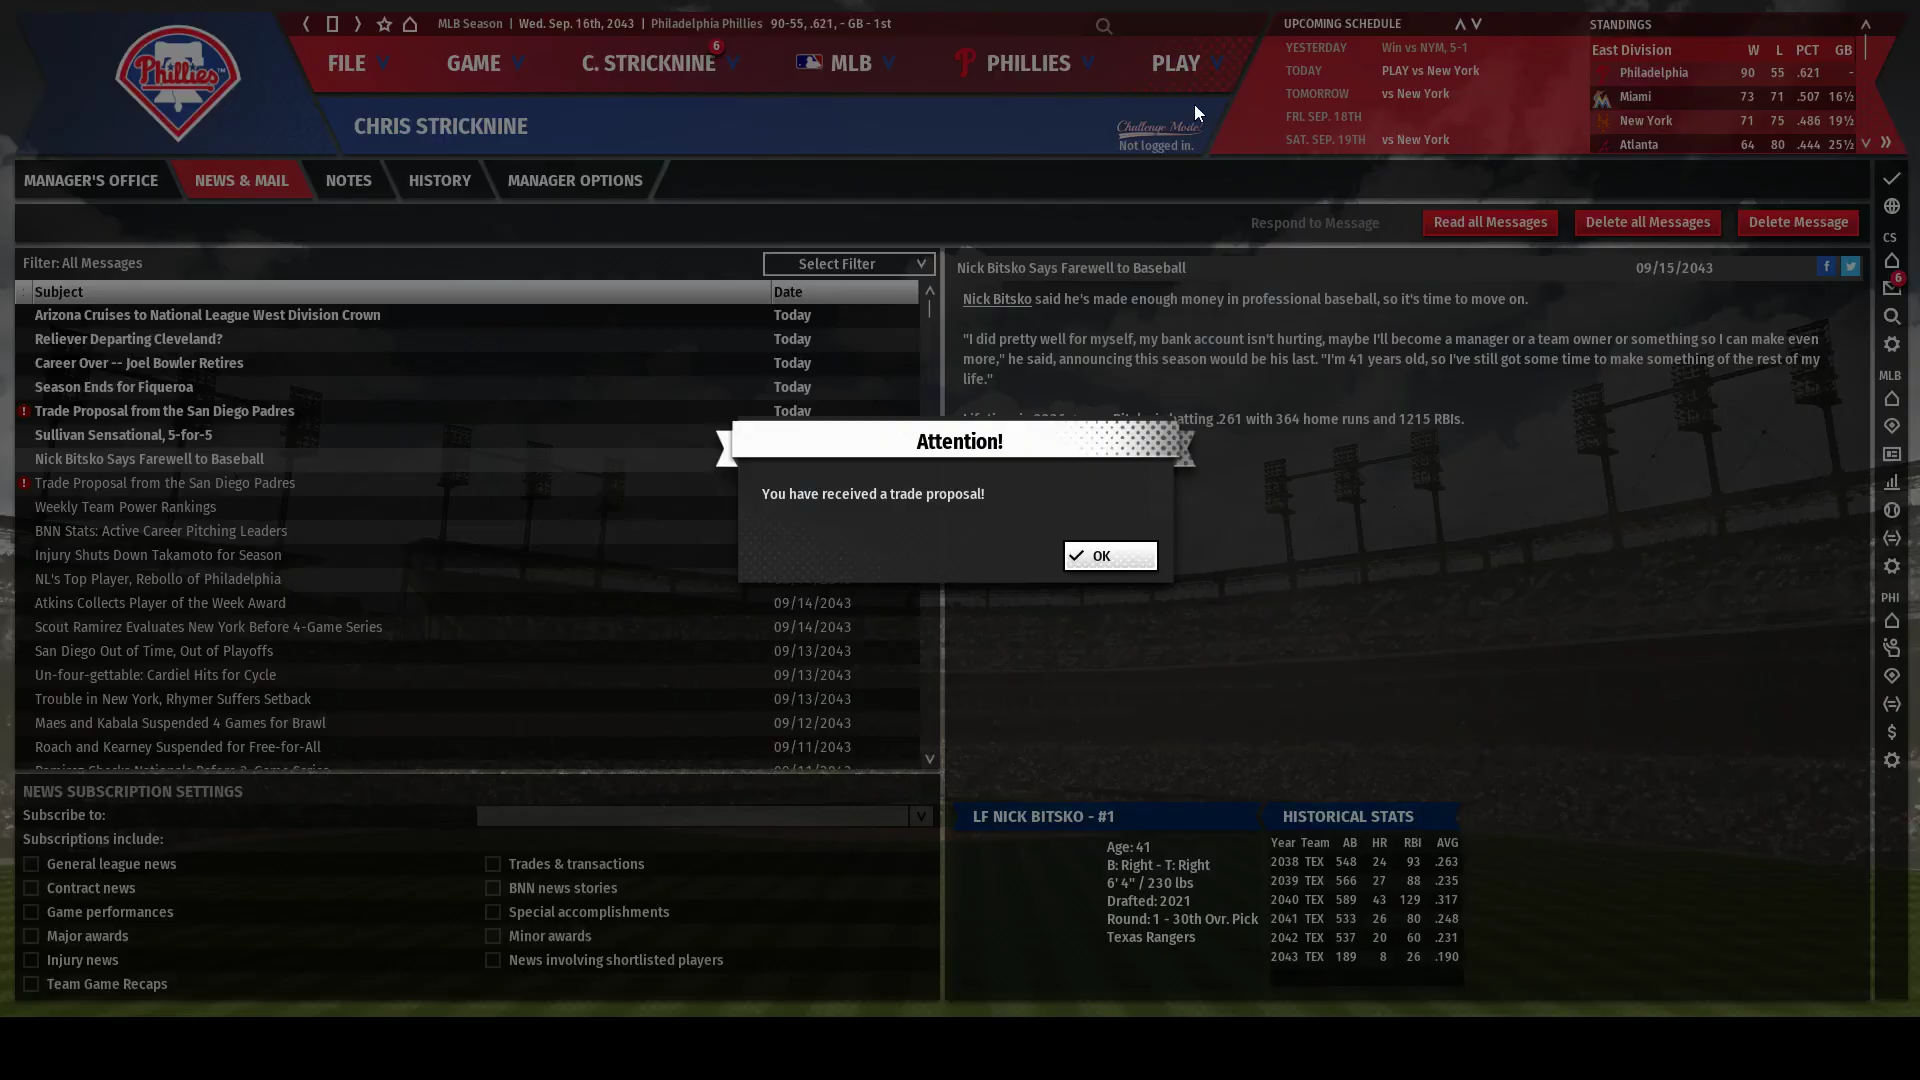 MLB Season | Wed. Sep. 16th, 2043 | Philadelphia Phillies 90-55, .621, - GB - 1st
FILE
GAME
C. STRICKNINE
6
MLB
PHILLIES
PLAY
Phillies
CHRIS STRICKNINE
Challenge Mode!
Not logged in.
UPCOMING SCHEDULE
YESTERDAY Win vs NYM, 5-1
TODAY PLAY vs New York
TOMORROW vs New York
FRI. SEP. 18TH
SAT. SEP. 19TH vs New York
STANDINGS
East Division W L PCT GB
Philadelphia 90 55 .621 -
Miami 73 71 .507 16½
New York 71 75 .486 19½
Atlanta 64 80 .444 25½
MANAGER'S OFFICE
NEWS & MAIL
NOTES
HISTORY
MANAGER OPTIONS
Respond to Message
Read all Messages
Delete all Messages
Delete Message
Filter: All Messages
Select Filter
Subject Date
Arizona Cruises to National League West Division Crown Today
Reliever Departing Cleveland? Today
Career Over -- Joel Bowler Retires Today
Season Ends for Fiqueroa Today
Trade Proposal from the San Diego Padres Today
Sullivan Sensational, 5-for-5
Nick Bitsko Says Farewell to Baseball
Trade Proposal from the San Diego Padres
Weekly Team Power Rankings
BNN Stats: Active Career Pitching Leaders
Injury Shuts Down Takamoto for Season
NL's Top Player, Rebollo of Philadelphia
Atkins Collects Player of the Week Award 09/14/2043
Scout Ramirez Evaluates New York Before 4-Game Series 09/14/2043
San Diego Out of Time, Out of Playoffs 09/13/2043
Un-four-gettable: Cardiel Hits for Cycle 09/13/2043
Trouble in New York, Rhymer Suffers Setback 09/13/2043
Maes and Kabala Suspended 4 Games for Brawl 09/12/2043
Roach and Kearney Suspended for Free-for-All 09/11/2043
NEWS SUBSCRIPTION SETTINGS
Subscribe to:
Subscriptions include:
General league news
Trades & transactions
Contract news
BNN news stories
Game performances
Special accomplishments
Major awards
Minor awards
Injury news
News involving shortlisted players
Team Game Recaps
Nick Bitsko Says Farewell to Baseball 09/15/2043
Nick Bitsko said he's made enough money in professional baseball, so it's time to move on.
"I did pretty well for myself, my bank account isn't hurting, maybe I'll become a manager or a team owner or something so I can make even
more," he said, announcing this season would be his last. "I'm 41 years old, so I've still got some time to make something of the rest of my
life."
batting .261 with 364 home runs and 1215 RBIs.
Attention!
You have received a trade proposal!
OK
LF NICK BITSKO - #1
Age: 41
B: Right - T: Right
6' 4" / 230 lbs
Drafted: 2021
Round: 1 - 30th Ovr. Pick
Texas Rangers
HISTORICAL STATS
Year Team AB HR RBI AVG
2038 TEX 548 24 93 .263
2039 TEX 566 27 88 .235
2040 TEX 589 43 129 .317
2041 TEX 533 26 80 .248
2042 TEX 537 20 60 .231
2043 TEX 189 8 26 .190
CS
6
MLB
PHI
$